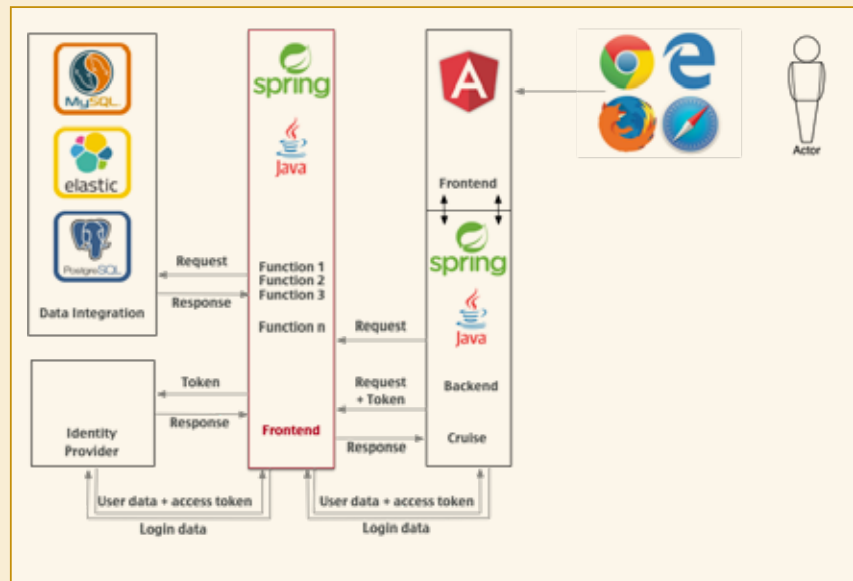 MySQL
elastic
PostgreSQL
Data Integration
Request
Response
spring
Java
Function 1
Function 2
Function 3
Function n
Frontend
Token
Response
Identity
Provider
User data + access token
Login data
A
Frontend
spring
Java
Backend
Cruise
Request
Request
+ Token
Response
User data + access token
Login data
Actor